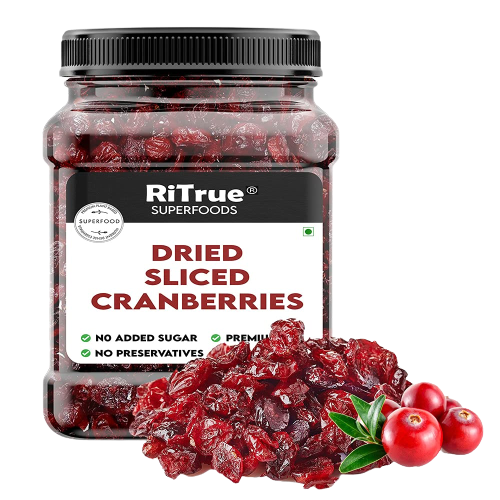 RiTrue®
SUPERFOODS
SUPERFOOD
DRIED
SLICED
CRANBERRIES
NO ADDED SUGAR
NO PRESERVATIVES